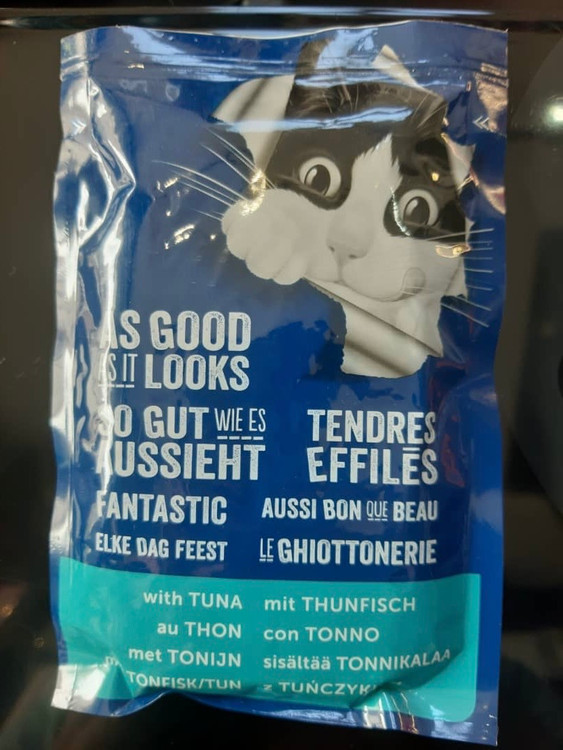 AS GOOD
AS IT LOOKS
SO GUT WIE ES
AUSSIEHT
TENDRES
EFFILÉS
FANTASTIC
ELKE DAG FEEST
AUSSI BON QUE BEAU
LE GHIOTTONERIE
with TUNA
au THON
met TONIJN
TONFISK/TUN
mit THUNFISCH
con TONNO
sisältää TONNIKALAA
z TUŃCZYK